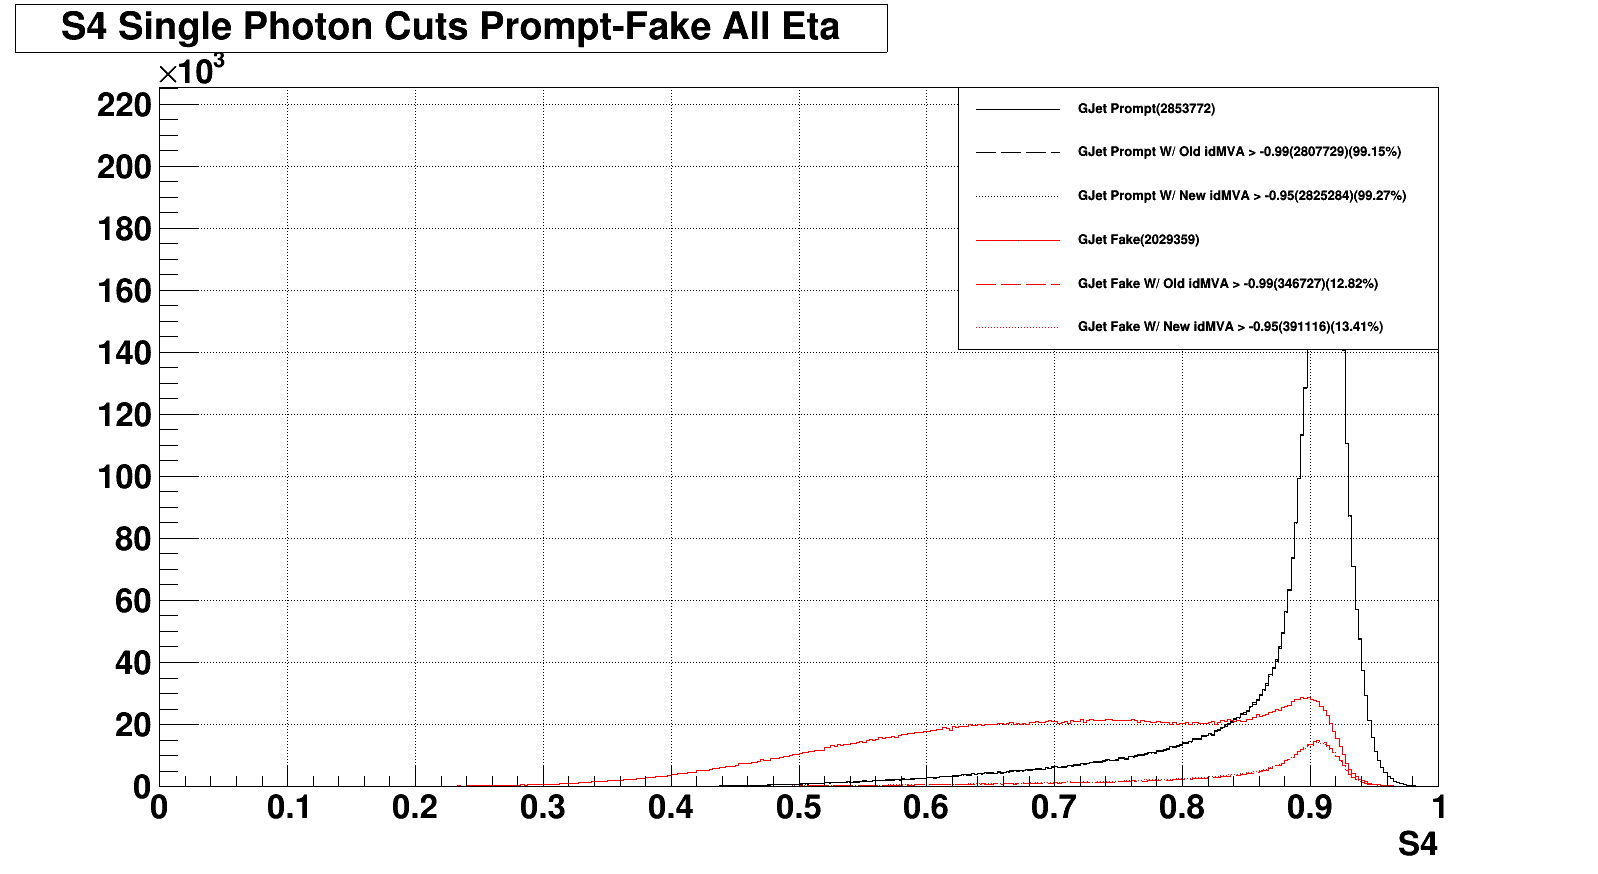 S4 Single Photon Cuts Prompt-Fake All Eta
×10³
220
200
180
160
140
120
100
80
60
40
20
0
GJet Prompt(2853772)
GJet Prompt W/ Old idMVA > -0.99(2807729)(99.15%)
GJet Prompt W/ New idMVA > -0.95(2825284)(99.27%)
GJet Fake(2029359)
GJet Fake W/ Old idMVA > -0.99(346727)(12.82%)
GJet Fake W/ New idMVA > -0.95(391116)(13.41%)
0 0.1 0.2 0.3 0.4 0.5 0.6 0.7 0.8 0.9 1
S4